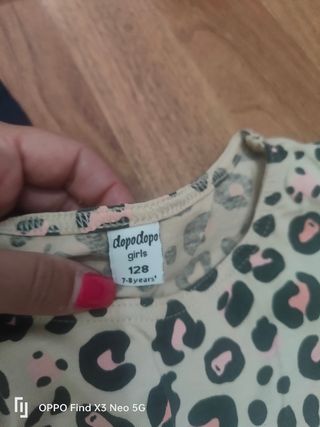 dopodopo
girls
128
7-8years'
OPPO Find X3 Neo 5G